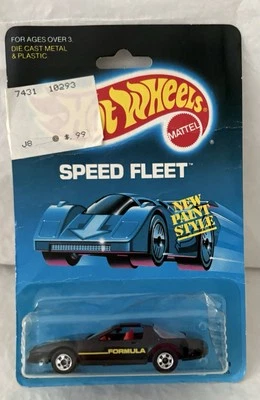 FOR AGES OVER 3
DIE CAST METAL
& PLASTIC
7431 10293
J8 $.99
Hot Wheels
MATTEL
SPEED FLEET™
NEW
PAINT
STYLE
FORMULA